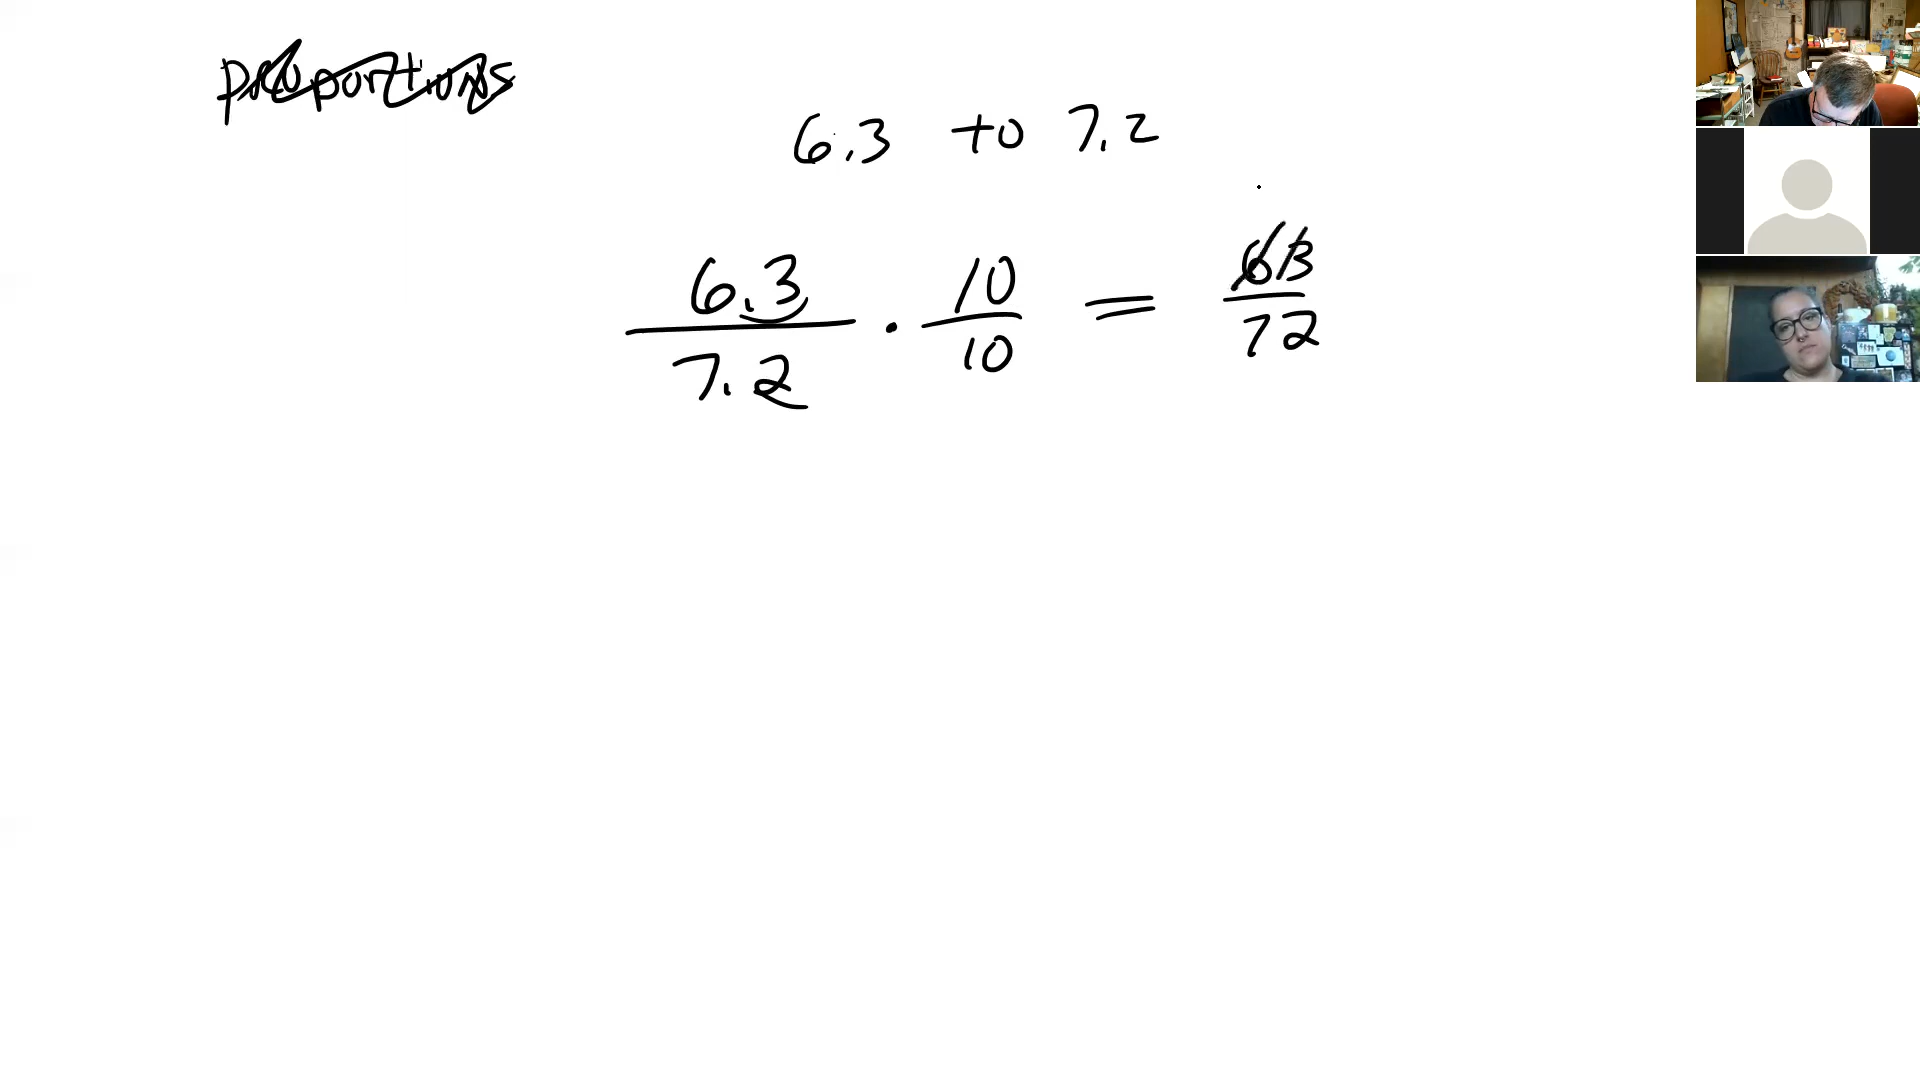 proportions
6.3 to 7.2
6.3 / 7.2 · 10 / 10 = 63 / 72